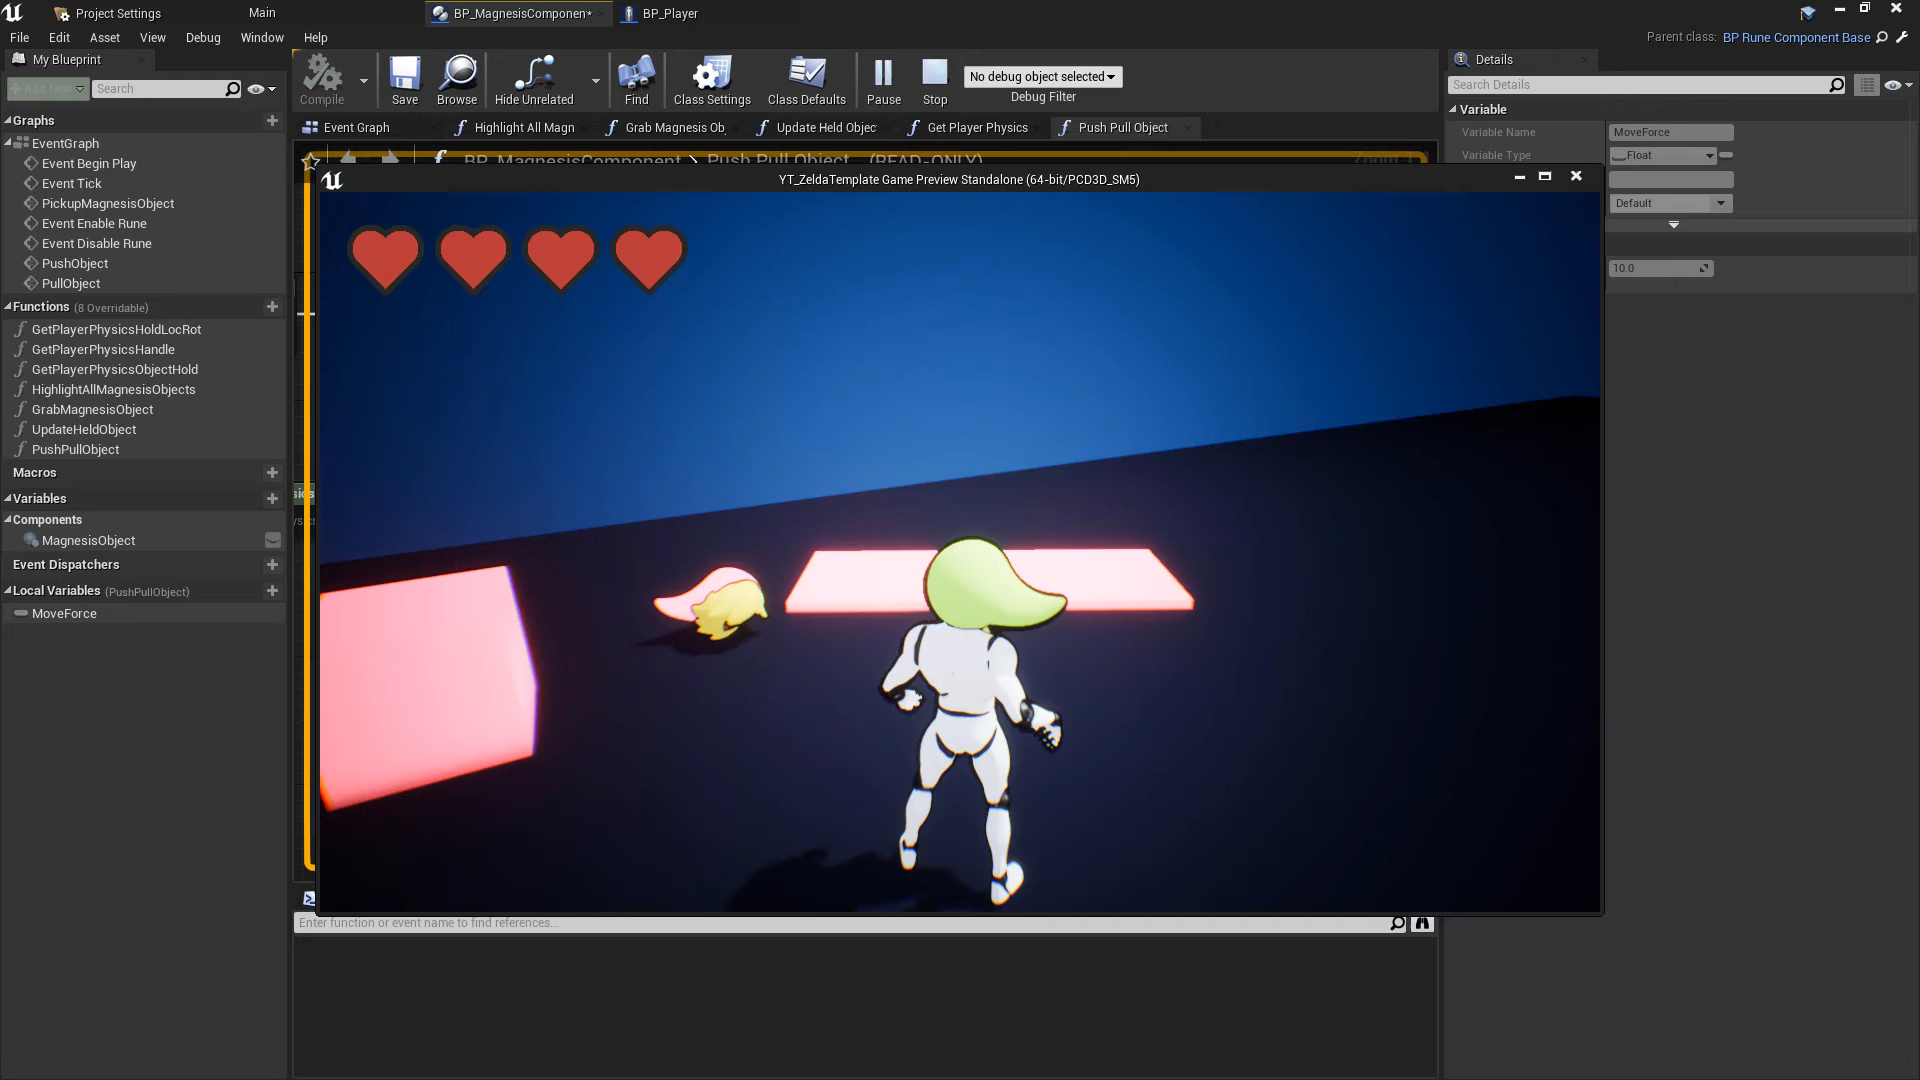 Project Settings
Main
BP_MagnesisComponen*
BP_Player
File
Edit
Asset
View
Debug
Window
Help
Parent class: BP Rune Component Base
My Blueprint
Add New
Search
Compile
Save
Browse
Hide Unrelated
Find
Class Settings
Class Defaults
Pause
Stop
No debug object selected
Debug Filter
Details
Search Details
Graphs
EventGraph
Event Begin Play
Event Tick
PickupMagnesisObject
Event Enable Rune
Event Disable Rune
PushObject
PullObject
Functions (8 Overridable)
GetPlayerPhysicsHoldLocRot
GetPlayerPhysicsHandle
GetPlayerPhysicsObjectHold
HighlightAllMagnesisObjects
GrabMagnesisObject
UpdateHeldObject
PushPullObject
Macros
Variables
Components
MagnesisObject
Event Dispatchers
Local Variables (PushPullObject)
MoveForce
Event Graph
Highlight All Magn
Grab Magnesis Ob
Update Held Objec
Get Player Physics
Push Pull Object
BP_MagnesisComponent > Push Pull Object (READ-ONLY)
YT_ZeldaTemplate Game Preview Standalone (64-bit/PCD3D_SM5)
Variable
Variable Name
MoveForce
Variable Type
Float
Default
10.0
Enter function or event name to find references...